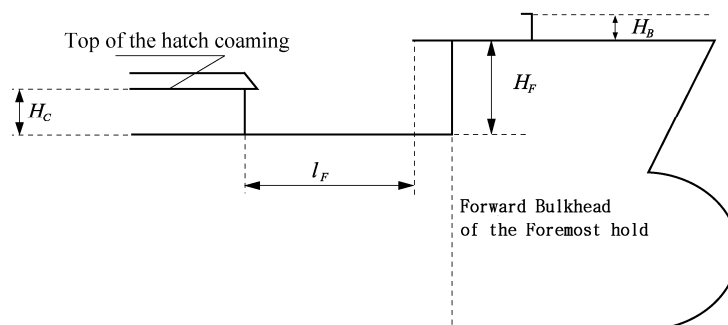 H_B
Top of the hatch coaming
H_F
H_C
l_F
Forward Bulkhead
of the Foremost hold